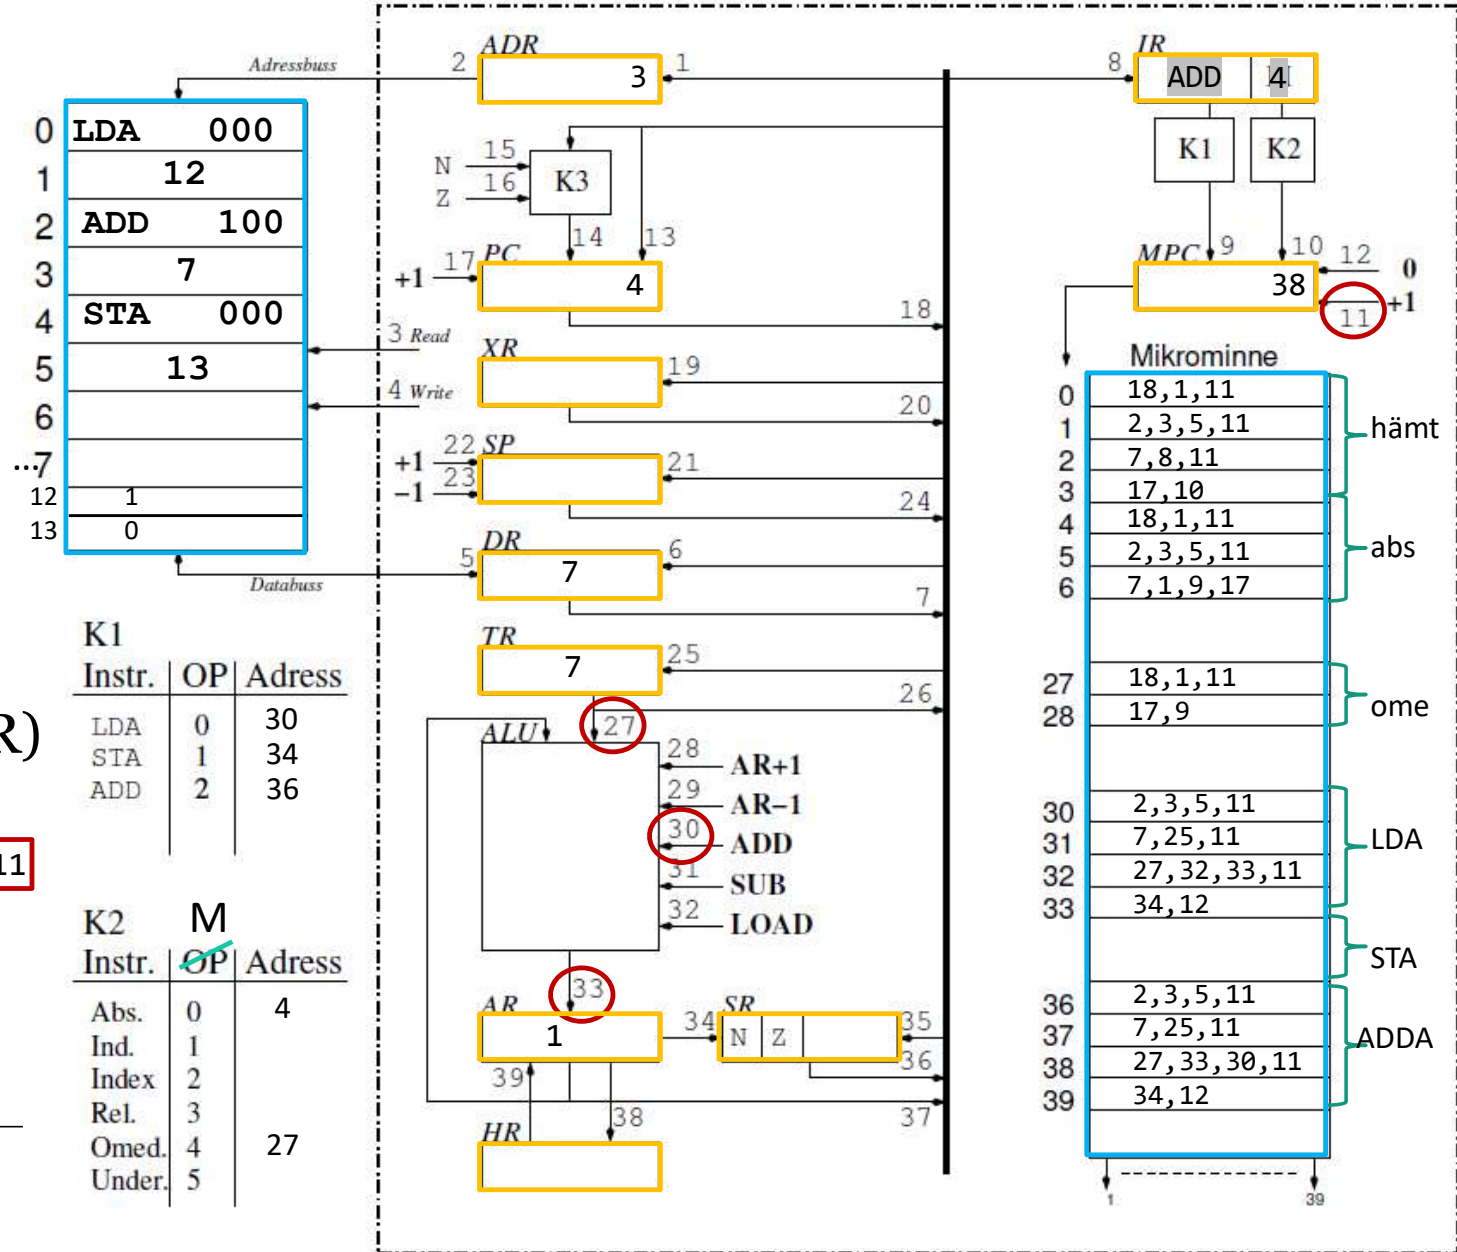 ADR
IR
Adressbuss
2
3
1
8
ADD
4
0
LDA 000
1
12
2
ADD 100
3
7
4
STA 000
5
13
6
...7
12 1
13 0
N 15
Z 16
K3
14
13
K1
K2
9
10
12
0
11
+1
MPC
38
+1
17
PC
4
18
3 Read
4 Write
XR
19
20
+1
22
SP
-1
23
21
24
5
DR
6
7
7
Databuss
TR
7
25
26
27
ALU
28
AR+1
29
AR–1
30
ADD
31
SUB
32
LOAD
33
AR
1
34
SR
N
Z
35
36
39
38
37
HR
Mikrominne
0 18,1,11
1 2,3,5,11
2 7,8,11
3 17,10
hämt
4 18,1,11
5 2,3,5,11
6 7,1,9,17
abs
27 18,1,11
28 17,9
ome
30 2,3,5,11
31 7,25,11
32 27,32,33,11
33 34,12
LDA
STA
36 2,3,5,11
37 7,25,11
38 27,33,30,11
39 34,12
ADDA
1
39
K1
Instr. OP Adress
LDA 0 30
STA 1 34
ADD 2 36
R)
11
K2 M
Instr. OP Adress
Abs. 0 4
Ind. 1
Index 2
Rel. 3
Omed. 4 27
Under. 5